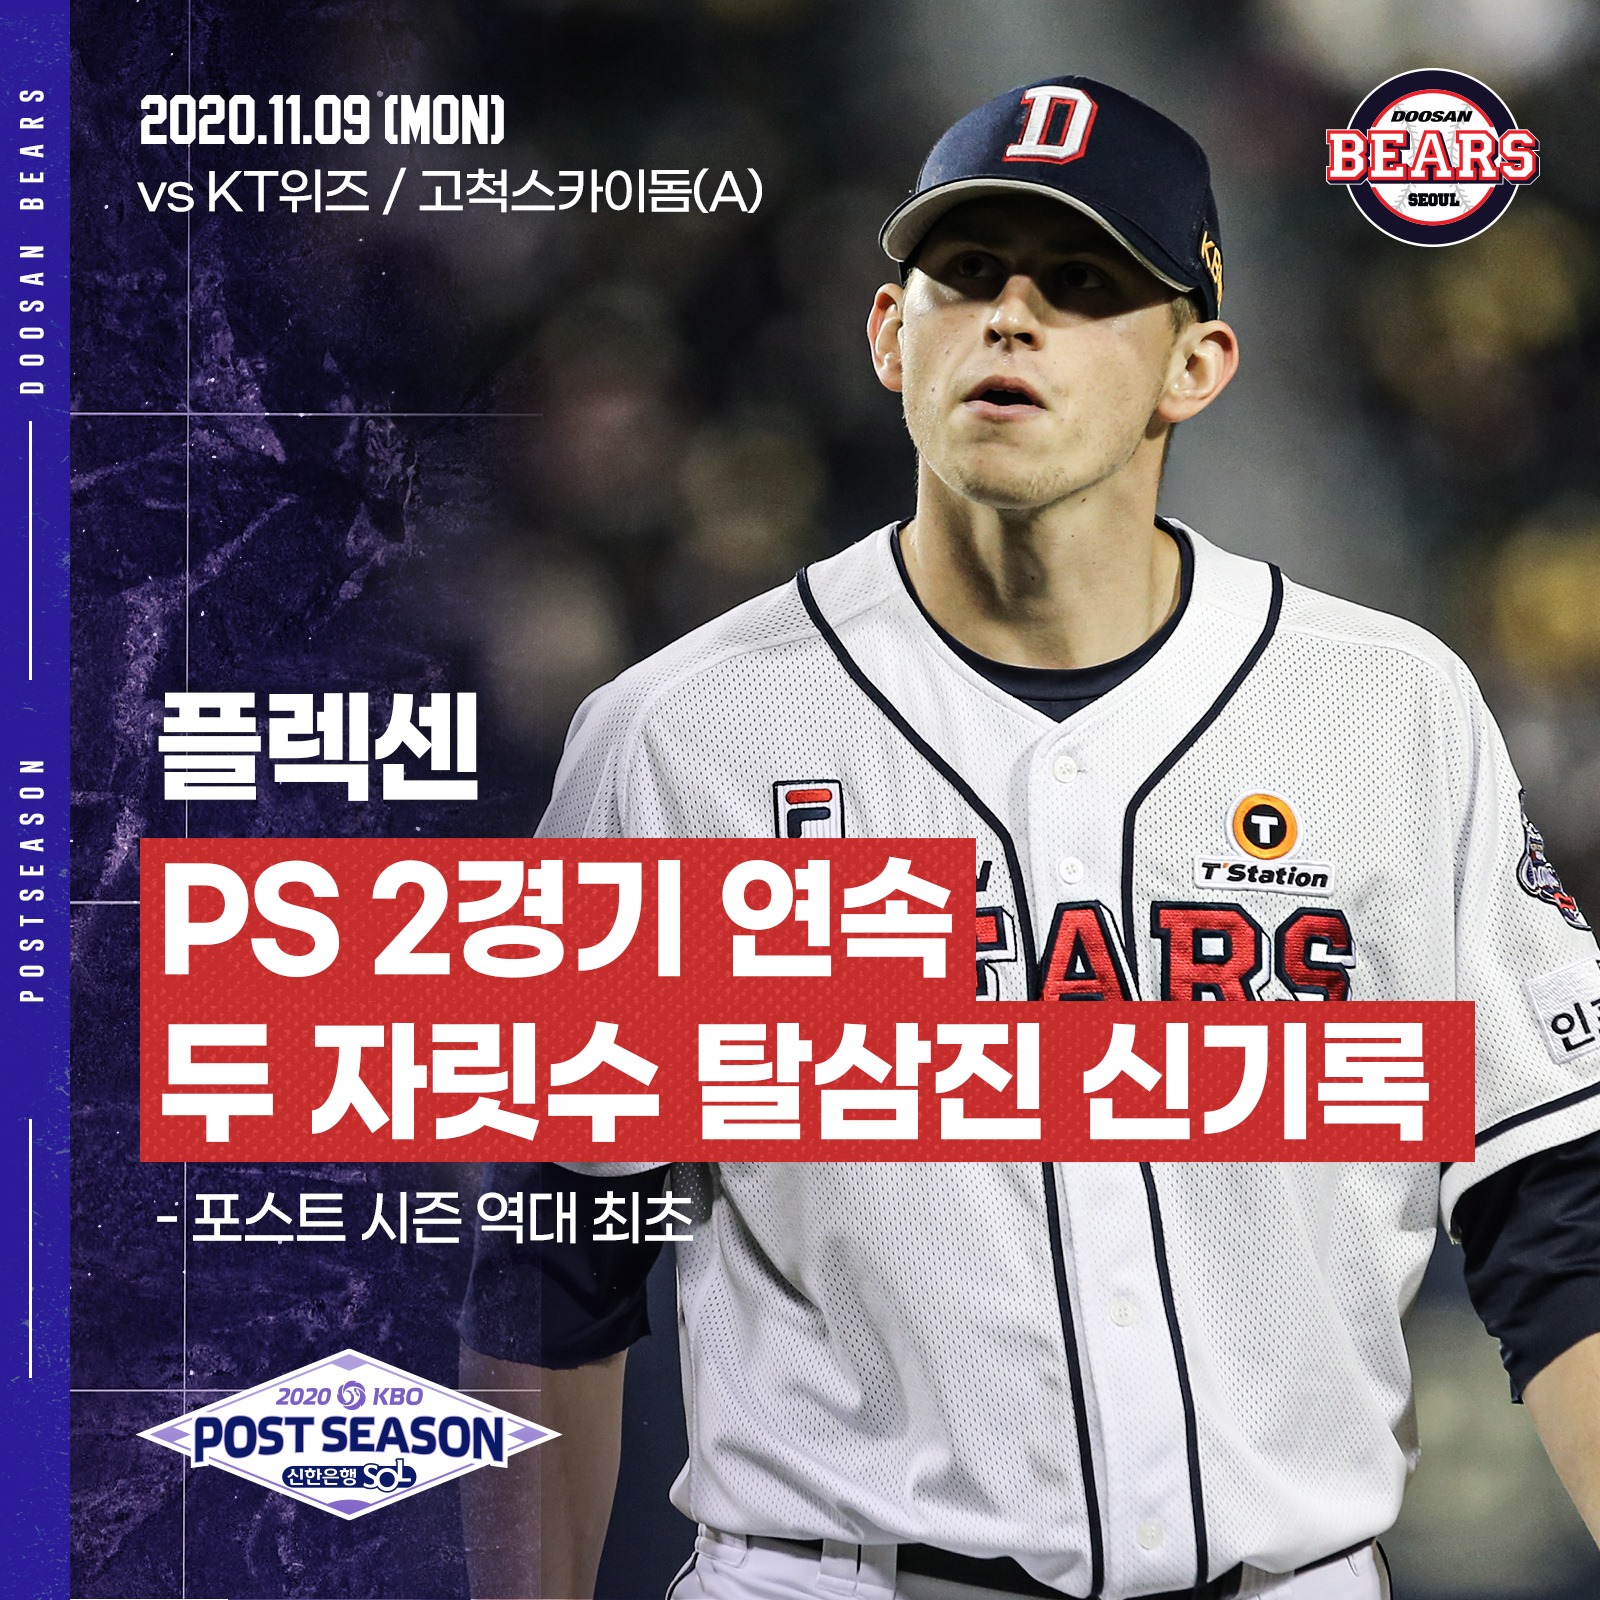 2020.11.09 (MON)
vs KT위즈 / 고척스카이돔(A)
DOOSAN
BEARS
SEOUL
D
DOOSAN BEARS
POSTSEASON
플렉센
PS 2경기 연속
두 자릿수 탈삼진 신기록
- 포스트 시즌 역대 최초
T
T'Station
ARS
2020 KBO
POST SEASON
신한은행 SOL